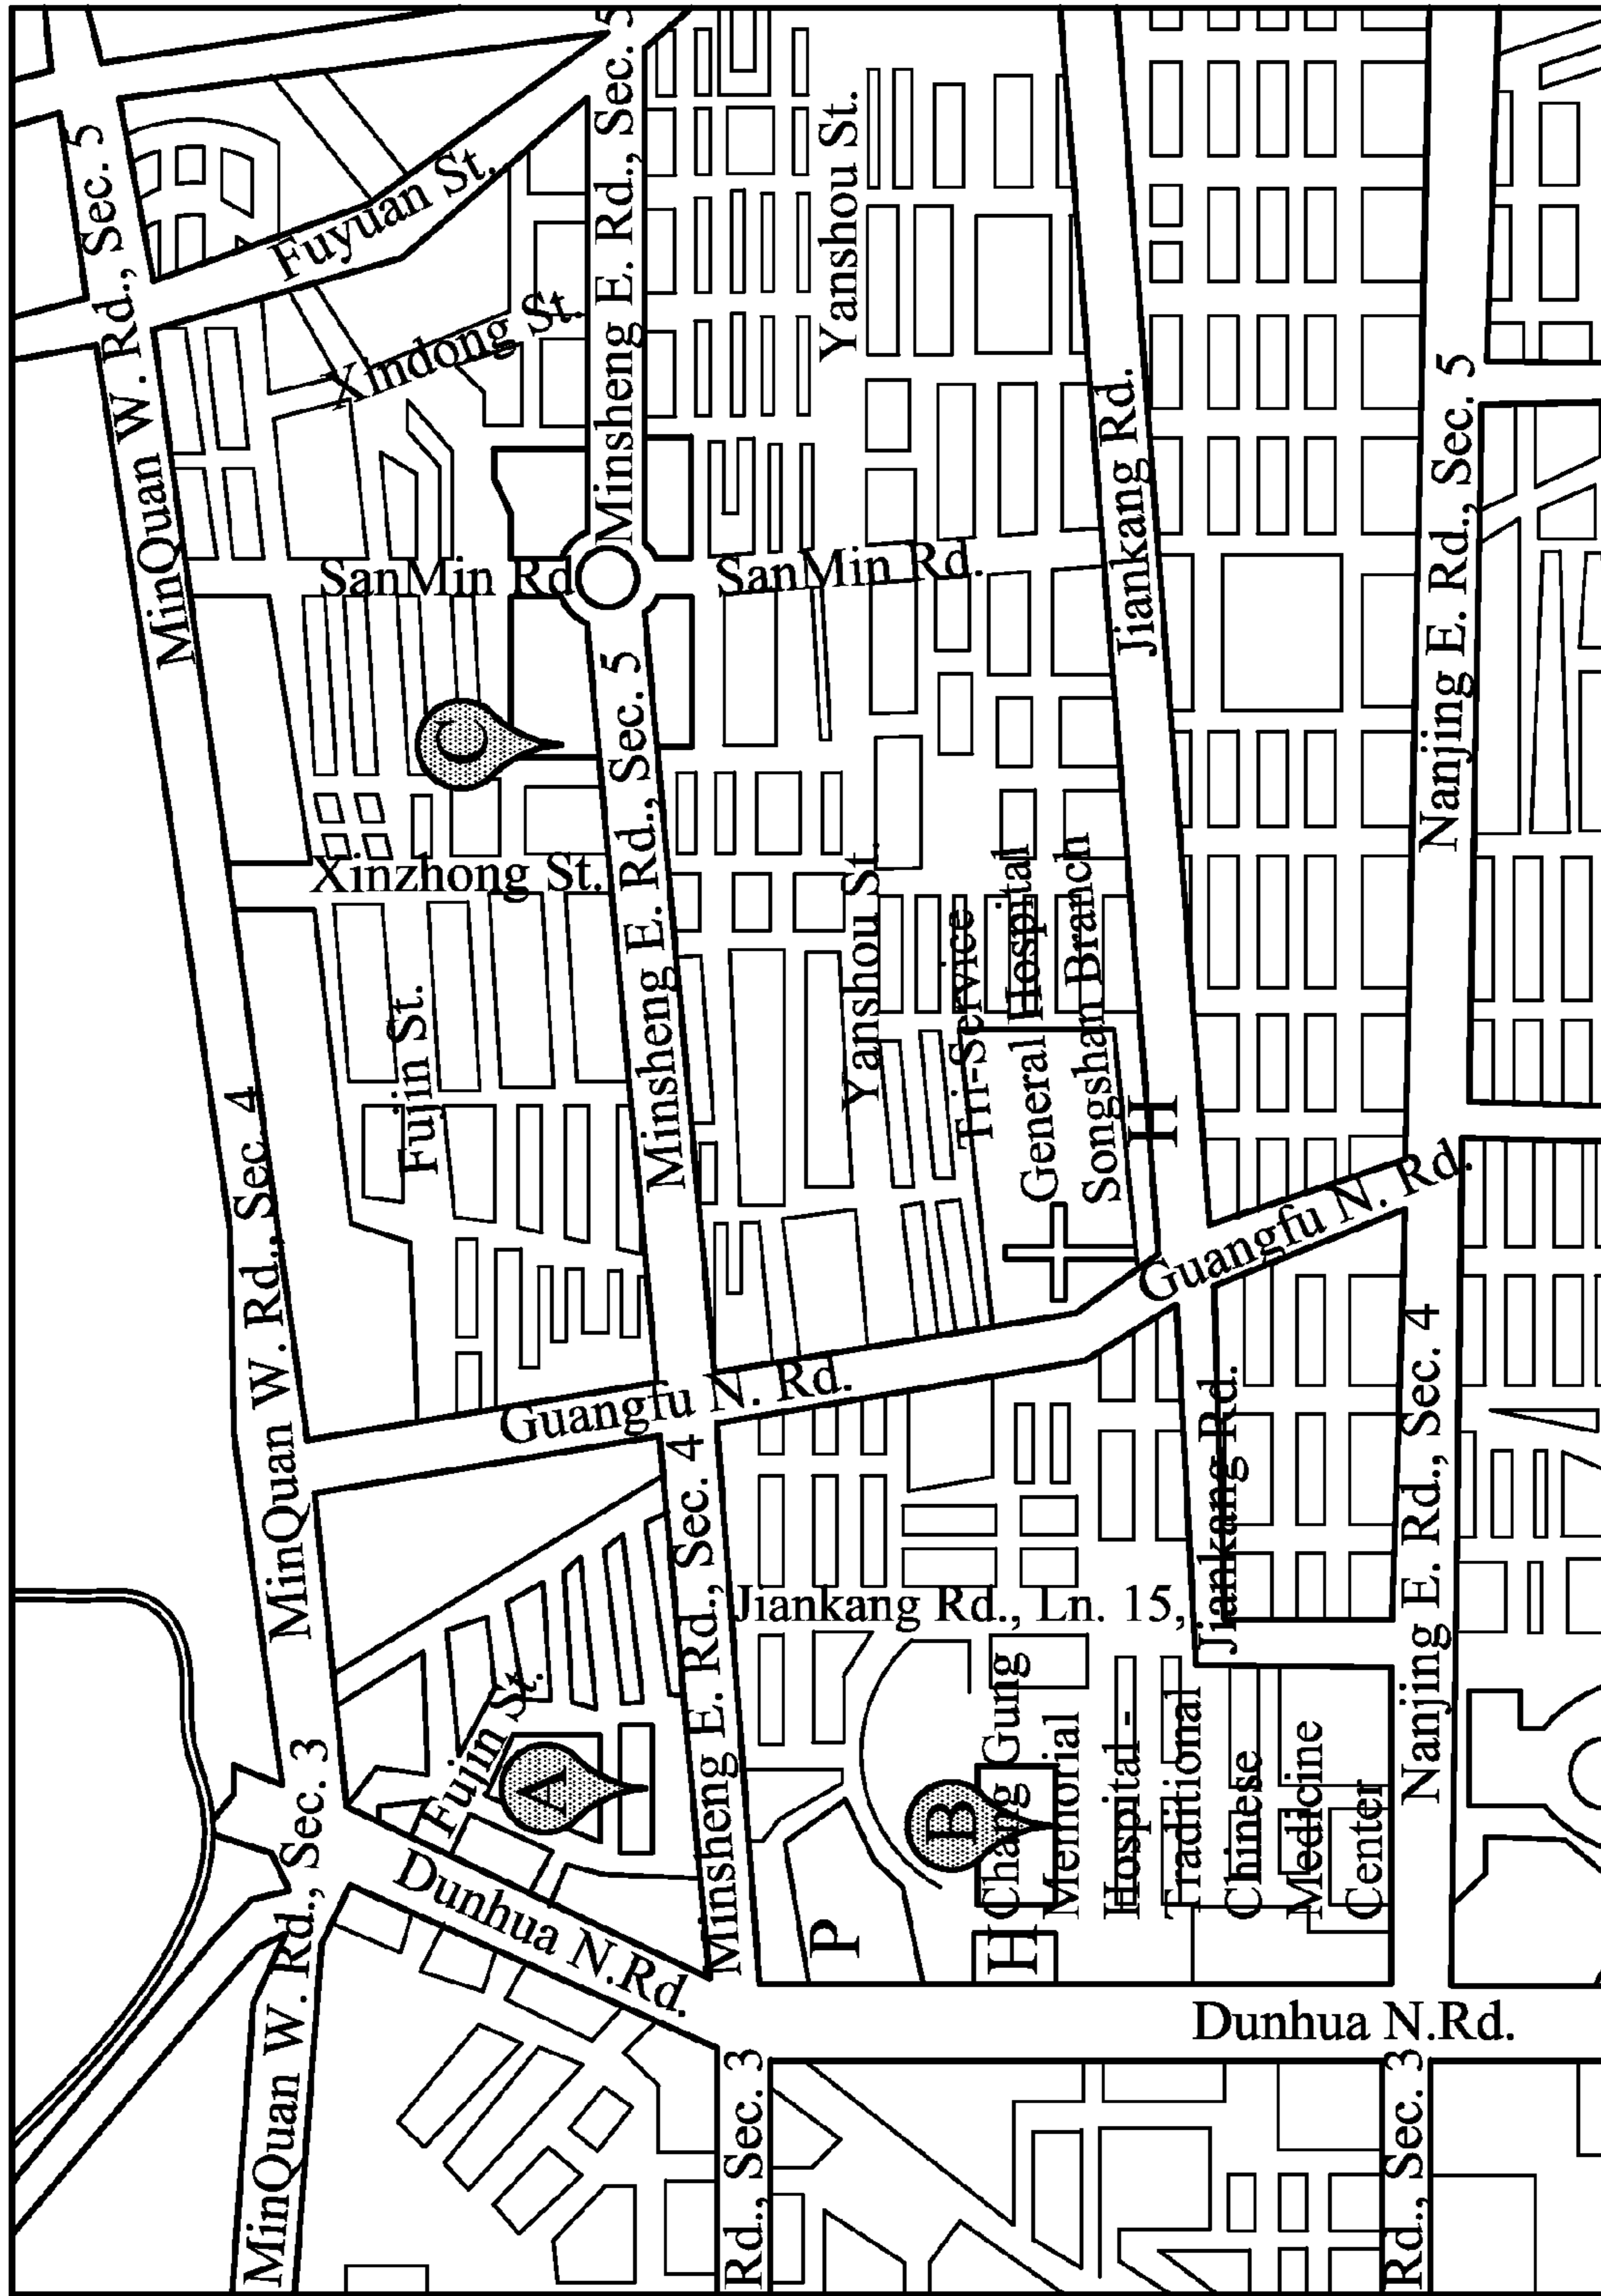 MinQuan W. Rd., Sec. 3
MinQuan W. Rd., Sec. 4
MinQuan W. Rd., Sec. 5
Fujin St.
A
Dunhua N.Rd.
Guangfu N. Rd.
Fujin St.
Xinzhong St.
C
SanMin Rd
Xindong St.
Fuyuan St.
Rd., Sec. 3
Minsheng E. Rd., Sec. 4
Minsheng E. Rd., Sec. 5
Minsheng E. Rd., Sec. 5
SanMin Rd.
Yanshou St.
Yanshou St.
P
B
H
Chang Gung
Memorial
Hospital -
Traditional
Chinese
Medicine
Center
Jiankang Rd., Ln. 15,
Tri-Service
General Hospital
Songshan Branch
H
Jiankang Rd.
Jiankang Rd.
Guangfu N. Rd.
Dunhua N.Rd.
Rd., Sec. 3
Nanjing E. Rd., Sec. 4
Nanjing E. Rd., Sec. 5